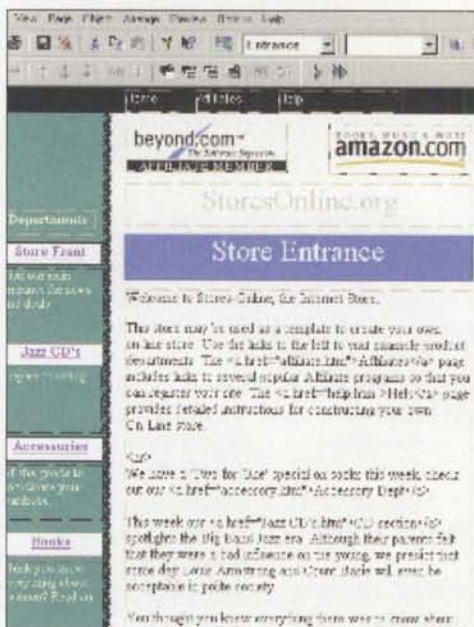 View Page Object Arrange Preview Help
Entrance
Home Affiliates Help
beyond.com™
The Software Superstore
AFFILIATE MEMBER
BOOKS, MUSIC & MORE
amazon.com
StoresOnline.org
Departments
Store Entrance
Store Front
Welcome to Stores-Online, the Internet Store.
This store may be used as a template to create your own
on-line store. Use the links to the left to visit example product
departments. The <a href="affiliate.htm">Affiliates</a> page
includes links to several popular Affiliate programs so that you
can register your site. The <a href="help.htm">Help</a> page
provides detailed instructions for constructing your own
On Line store.
Jazz CD's
<hr>
We have a "Two for One" special on socks this week, check
out our <a href="accessory.htm">Accessory Dept</a>
Accessories
This week our <a href="Jazz CD's.htm">CD section</a>
spotlights the Big Band Jazz era. Although their parents felt
that they were a bad influence on the young, we predict that
some day Louis Armstrong and Count Basie will even be
acceptable in polite society
Books
You thought you knew everything there was to know about